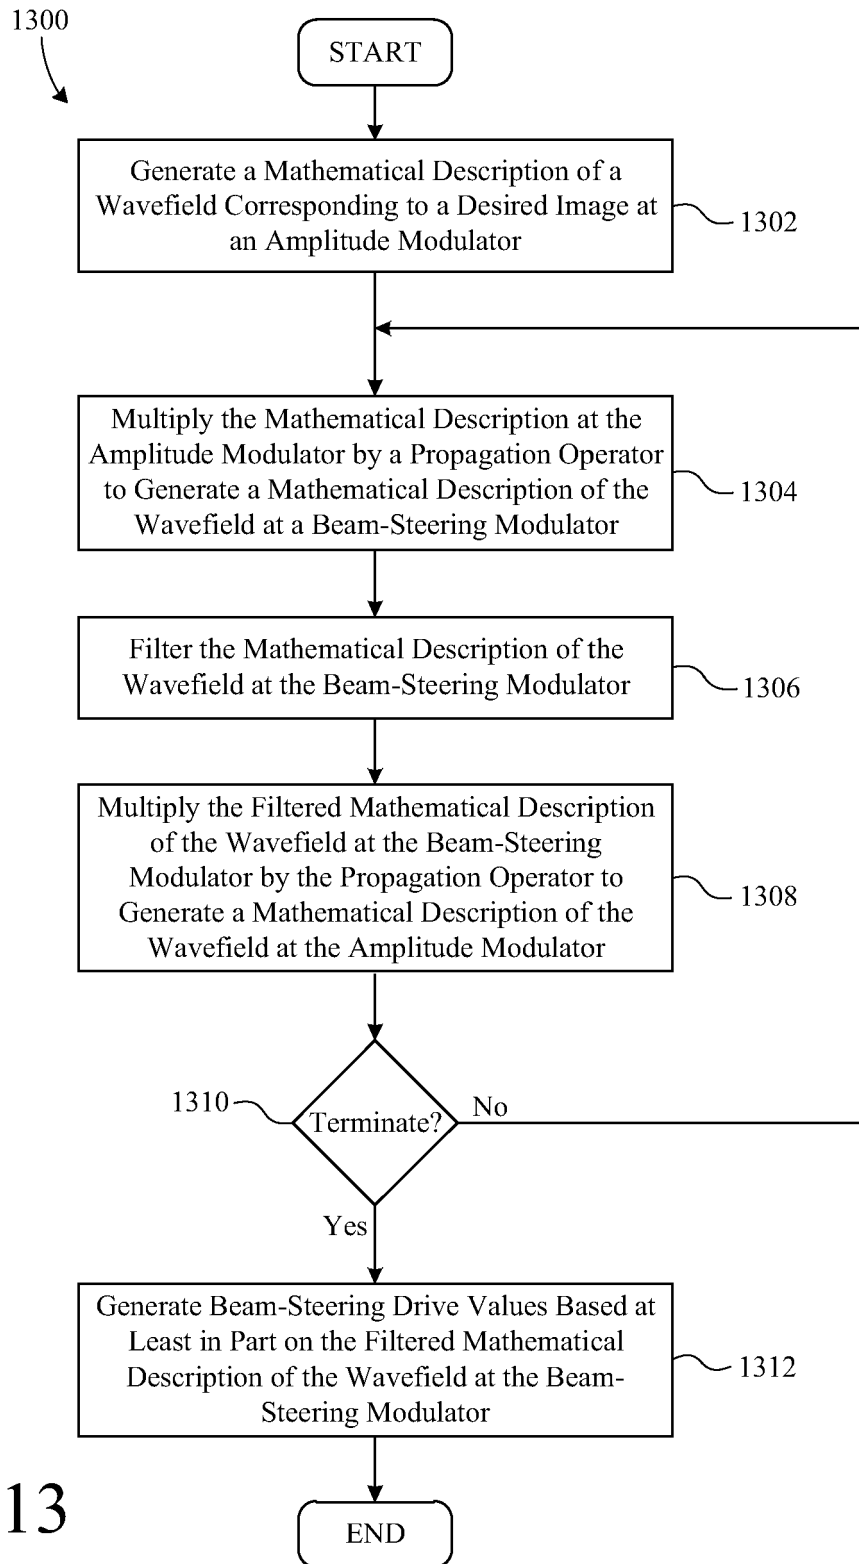 1300
START
Generate a Mathematical Description of a
Wavefield Corresponding to a Desired Image at
an Amplitude Modulator
1302
Multiply the Mathematical Description at the
Amplitude Modulator by a Propagation Operator
to Generate a Mathematical Description of the
Wavefield at a Beam-Steering Modulator
1304
Filter the Mathematical Description of the
Wavefield at the Beam-Steering Modulator
1306
Multiply the Filtered Mathematical Description
of the Wavefield at the Beam-Steering
Modulator by the Propagation Operator to
Generate a Mathematical Description of the
Wavefield at the Amplitude Modulator
1308
1310
Terminate?
No
Yes
Generate Beam-Steering Drive Values Based at
Least in Part on the Filtered Mathematical
Description of the Wavefield at the Beam-
Steering Modulator
1312
13
END